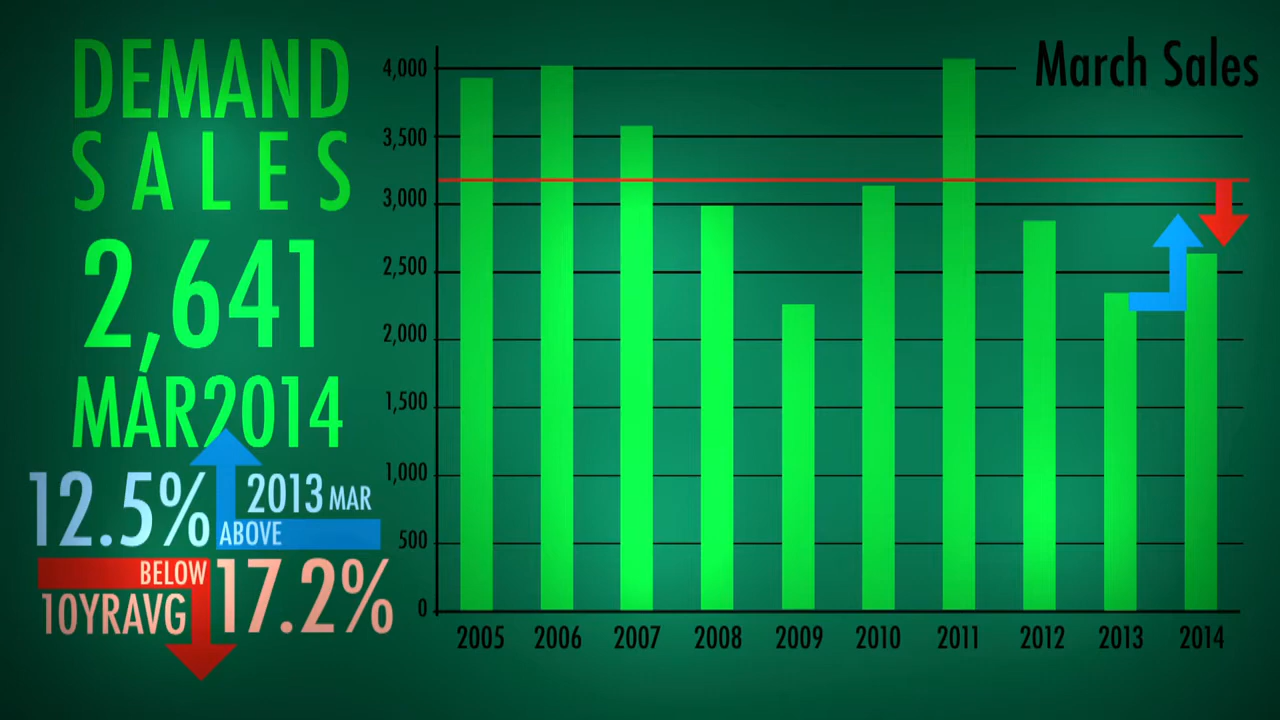 DEMAND
SALES
2,641
MAR2014
12.5%
2013 MAR
ABOVE
BELOW
10YRAVG
17.2%
March Sales
4,000
3,500
3,000
2,500
2,000
1,500
1,000
500
0
2005 2006 2007 2008 2009 2010 2011 2012 2013 2014